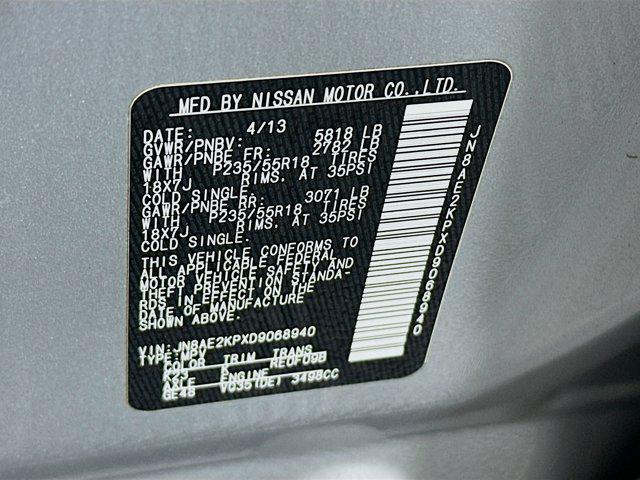 MFD BY NISSAN MOTOR CO.,LTD.
DATE: 4/13
GVWR/PNBV: 5818 LB
GAWR/PNBE FR: 2782 LB
WITH P235/55R18 TIRES
18X7J RIMS, AT 35PSI
COLD SINGLE.
GAWR/PNBE RR: 3071 LB
WITH P235/55R18 TIRES
18X7J RIMS, AT 35PSI
COLD SINGLE.
THIS VEHICLE CONFORMS TO
ALL APPLICABLE FEDERAL
MOTOR VEHICLE SAFETY AND
THEFT PREVENTION STANDA-
RDS IN EFFECT ON THE
DATE OF MANUFACTURE
SHOWN ABOVE.
VIN:JN8AE2KPXD9068940
TYPE:MPV
COLOR TRIM TRANS
K23 K RE0F09B
AXLE ENGINE
GE48 VQ35(DE) 3498CC
JN8AE2KPXD9068940